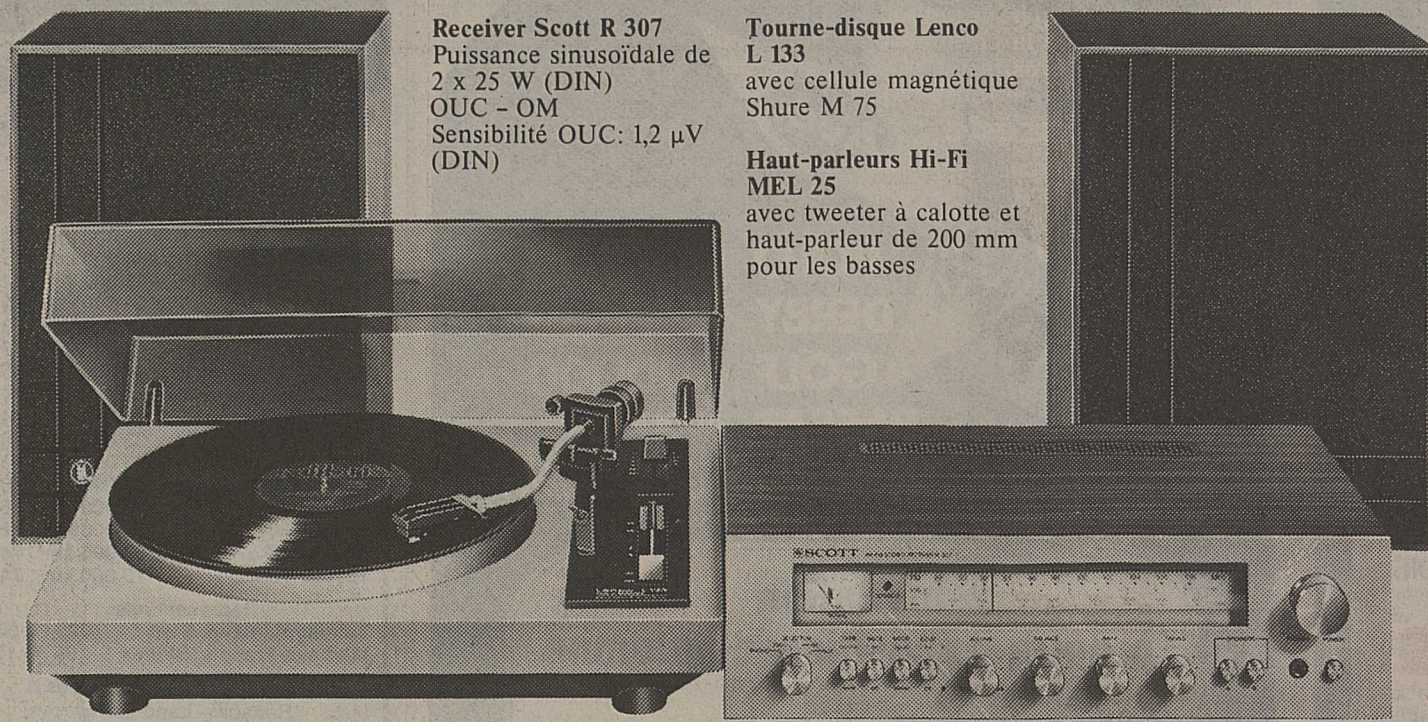 Receiver Scott R 307
Puissance sinusoïdale de
2 x 25 W (DIN)
OUC – OM
Sensibilité OUC: 1,2 µV
(DIN)
Tourne-disque Lenco
L 133
avec cellule magnétique
Shure M 75
Haut-parleurs Hi-Fi
MEL 25
avec tweeter à calotte et
haut-parleur de 200 mm
pour les basses
SCOTT